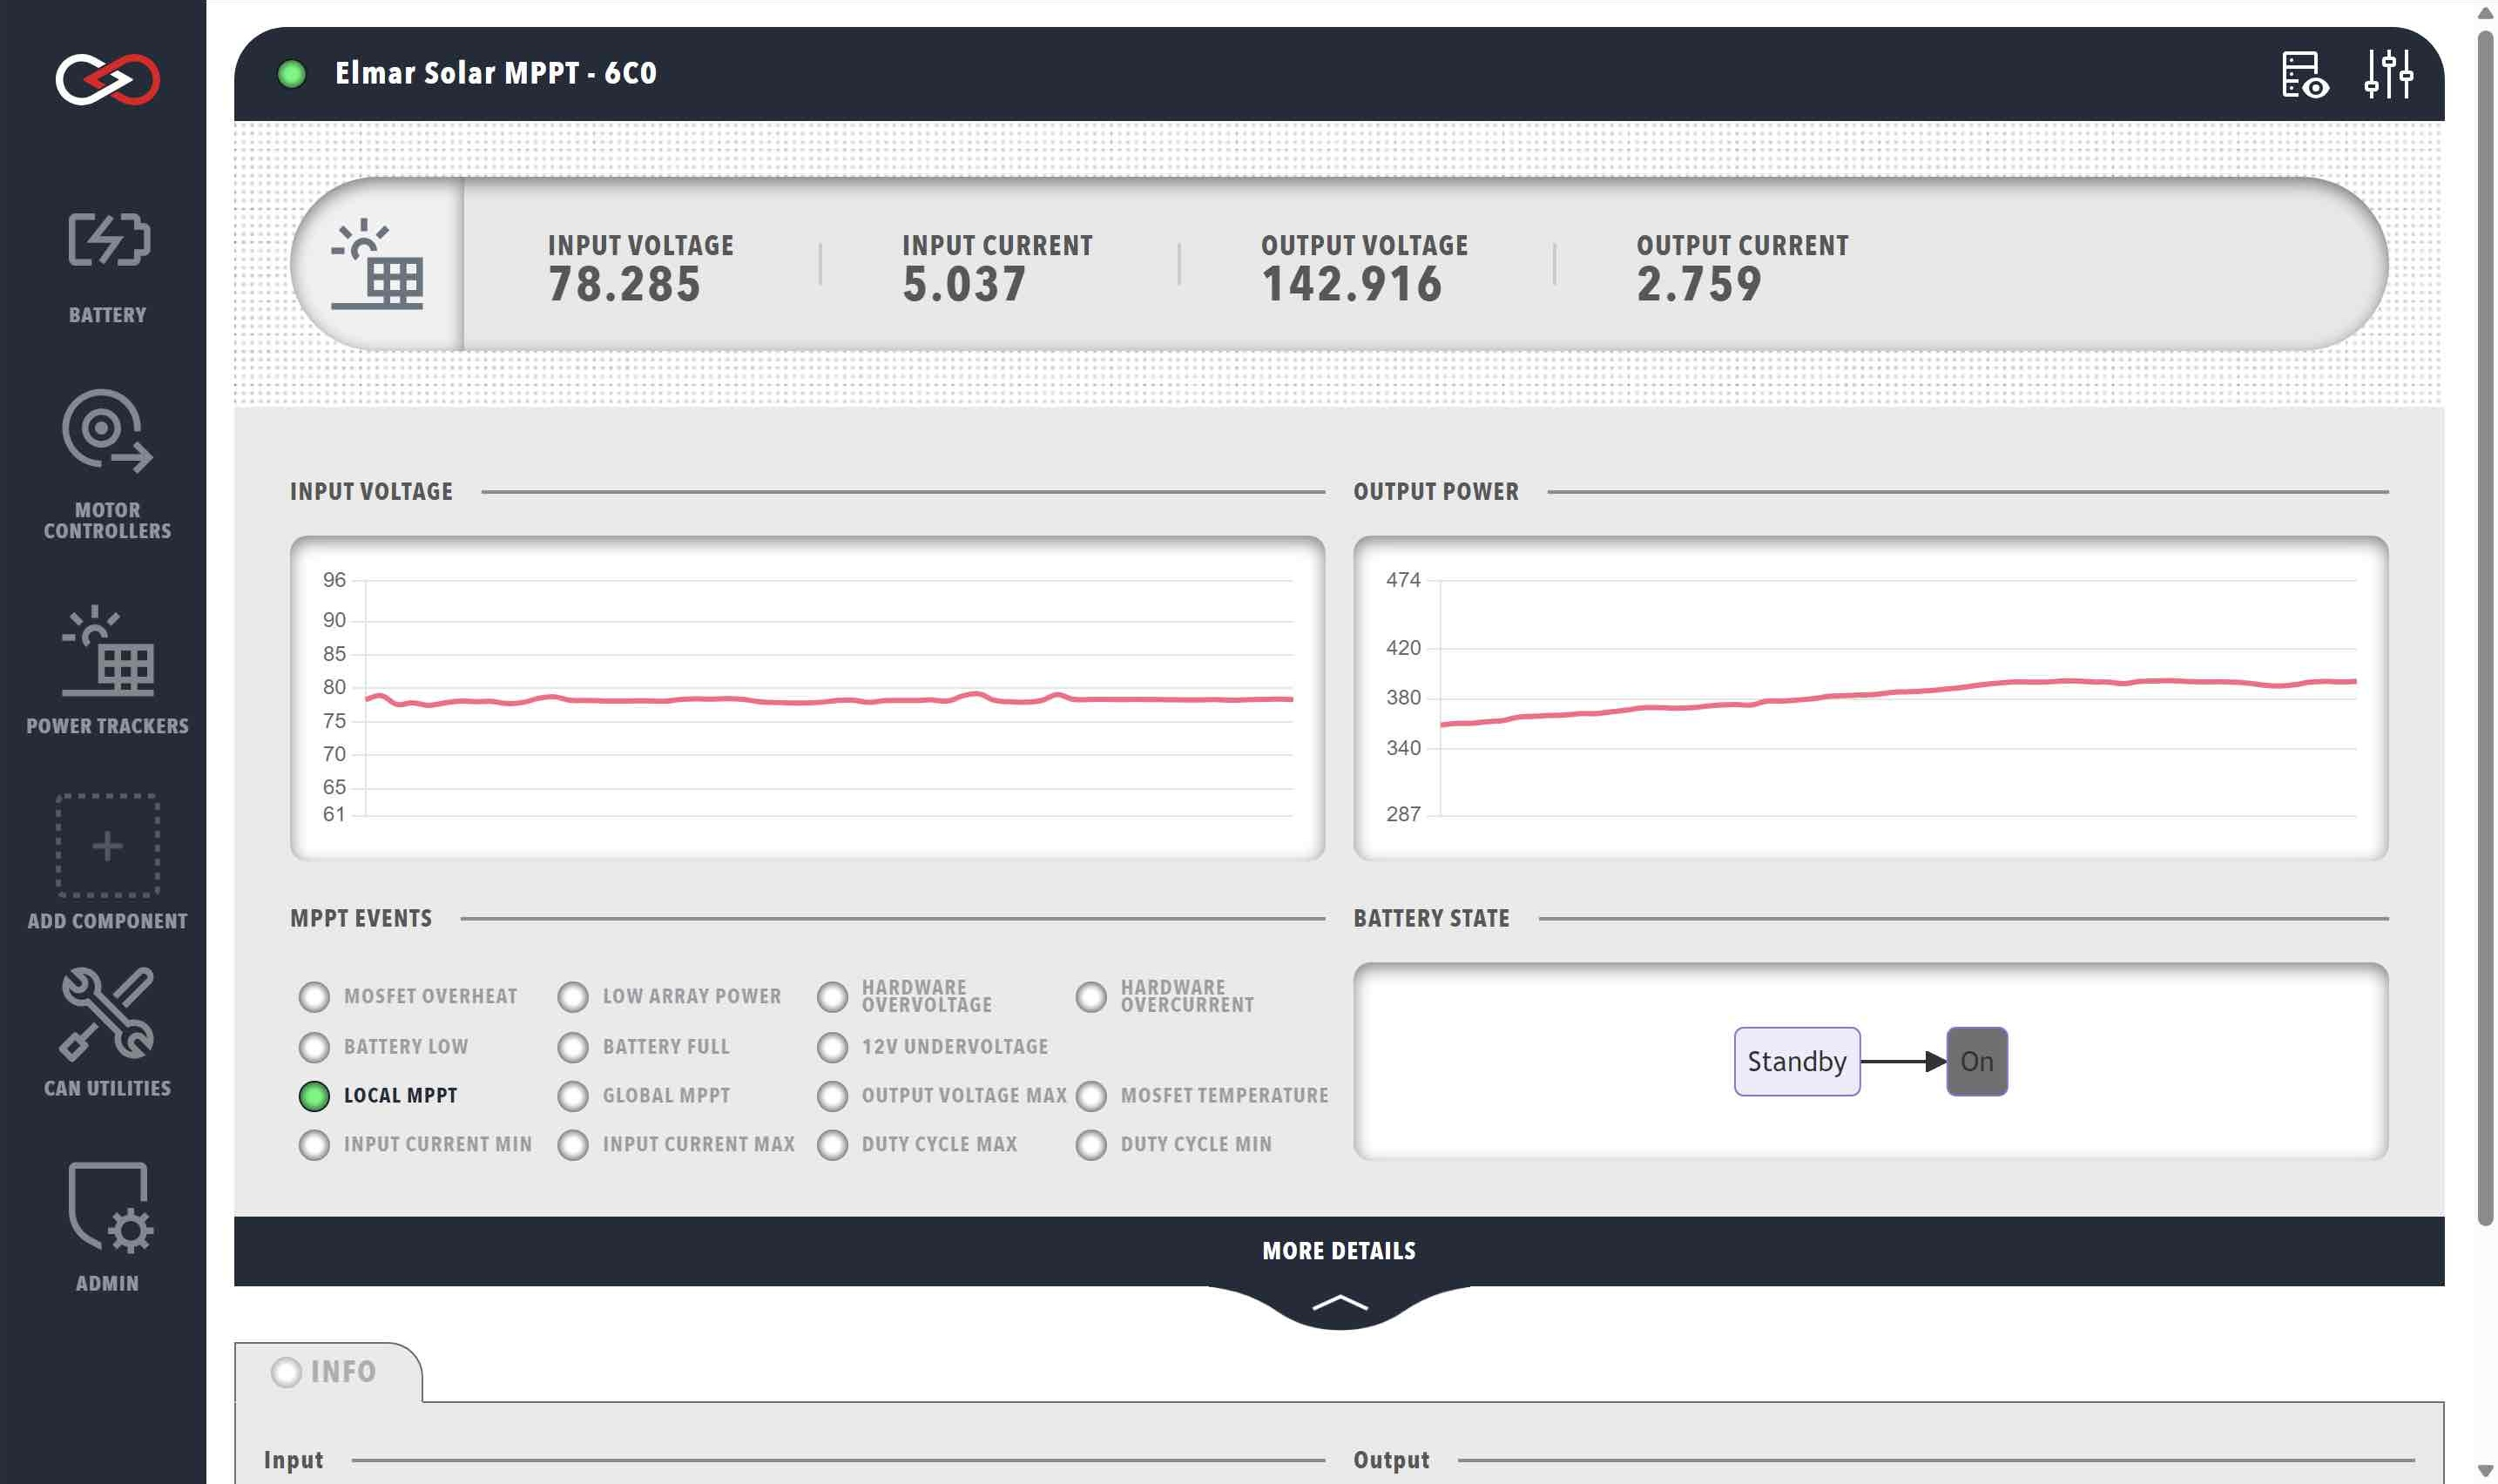 Elmar Solar MPPT - 6C0
BATTERY
MOTOR
CONTROLLERS
POWER TRACKERS
ADD COMPONENT
CAN UTILITIES
ADMIN
INPUT VOLTAGE
78.285
INPUT CURRENT
5.037
OUTPUT VOLTAGE
142.916
OUTPUT CURRENT
2.759
INPUT VOLTAGE
96
90
85
80
75
70
65
61
OUTPUT POWER
474
420
380
340
287
MPPT EVENTS
MOSFET OVERHEAT
LOW ARRAY POWER
HARDWARE
OVERVOLTAGE
HARDWARE
OVERCURRENT
BATTERY LOW
BATTERY FULL
12V UNDERVOLTAGE
LOCAL MPPT
GLOBAL MPPT
OUTPUT VOLTAGE MAX
MOSFET TEMPERATURE
INPUT CURRENT MIN
INPUT CURRENT MAX
DUTY CYCLE MAX
DUTY CYCLE MIN
BATTERY STATE
Standby
On
MORE DETAILS
INFO
Input
Output